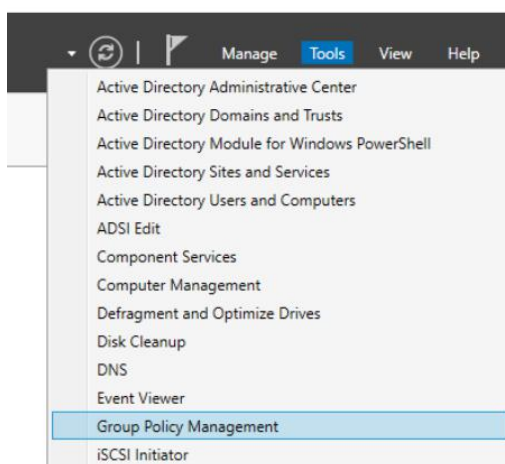 Manage Tools View Help
Active Directory Administrative Center
Active Directory Domains and Trusts
Active Directory Module for Windows PowerShell
Active Directory Sites and Services
Active Directory Users and Computers
ADSI Edit
Component Services
Computer Management
Defragment and Optimize Drives
Disk Cleanup
DNS
Event Viewer
Group Policy Management
iSCSI Initiator